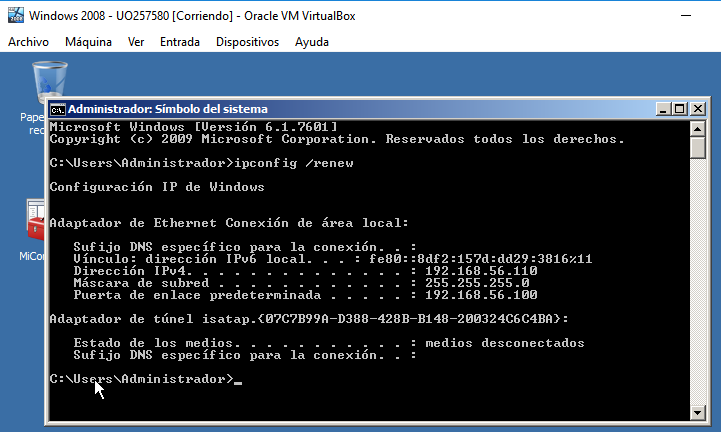 Windows 2008 - UO257580 [Corriendo] - Oracle VM VirtualBox
Archivo Máquina Ver Entrada Dispositivos Ayuda
Administrador: Símbolo del sistema
Microsoft Windows [Versión 6.1.7601]
Copyright (c) 2009 Microsoft Corporation. Reservados todos los derechos.
C:\Users\Administrador>ipconfig /renew
Configuración IP de Windows
Adaptador de Ethernet Conexión de área local:
Sufijo DNS específico para la conexión. . :
Vínculo: dirección IPv6 local. . . : fe80::8df2:157d:dd29:3816%11
Dirección IPv4. . . . . . . . . . . . . . : 192.168.56.110
Máscara de subred . . . . . . . . . . . . : 255.255.255.0
Puerta de enlace predeterminada . . . . . : 192.168.56.100
Adaptador de túnel isatap.{07C7B99A-D388-428B-B148-200324C6C4BA}:
Estado de los medios. . . . . . . . . . . : medios desconectados
Sufijo DNS específico para la conexión. . :
C:\Users\Administrador>_